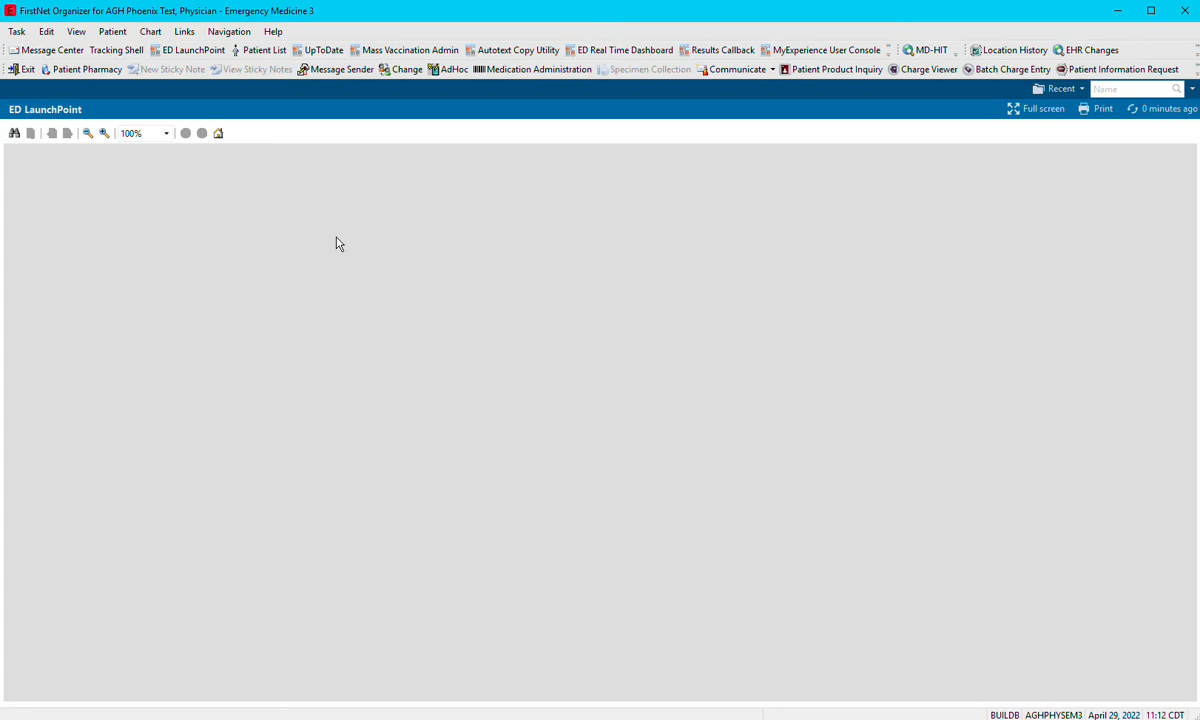 FirstNet Organizer for AGH Phoenix Test, Physician - Emergency Medicine 3
Task Edit View Patient Chart Links Navigation Help
Message Center Tracking Shell ED LaunchPoint Patient List UpToDate Mass Vaccination Admin Autotext Copy Utility ED Real Time Dashboard Results Callback MyExperience User Console MD-HIT Location History EHR Changes
Exit Patient Pharmacy New Sticky Note View Sticky Notes Message Sender Change AdHoc Medication Administration Specimen Collection Communicate Patient Product Inquiry Charge Viewer Batch Charge Entry Patient Information Request
Recent Name
ED LaunchPoint Full screen Print 0 minutes ago
100%
BUILDB AGHPHYSEM3 April 29, 2022 11:12 CDT